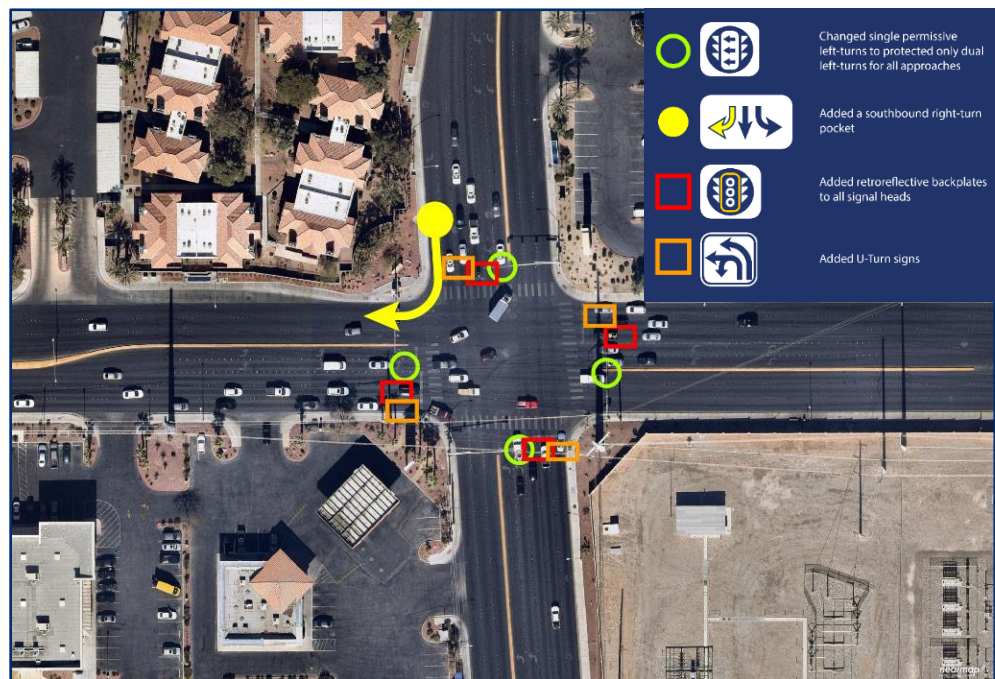 Changed single permissive
left-turns to protected only dual
left-turns for all approaches
Added a southbound right-turn
pocket
Added retroreflective backplates
to all signal heads
Added U-Turn signs
nearmap